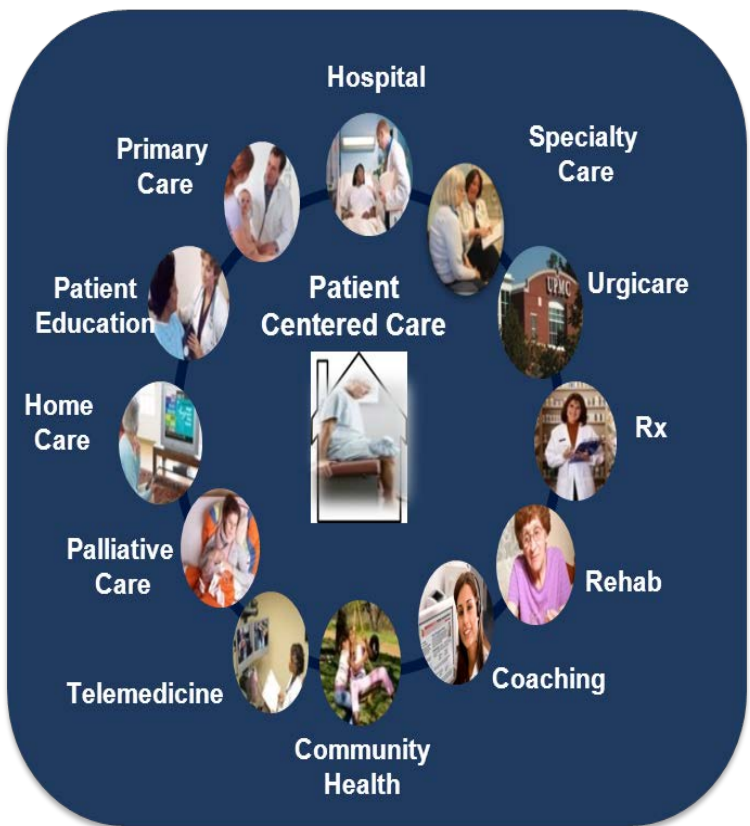 Hospital
Specialty
Care
Urgicare
UPMC
Rx
Rehab
Coaching
Community
Health
Telemedicine
Palliative
Care
Home
Care
Patient
Education
Primary
Care
Patient
Centered Care